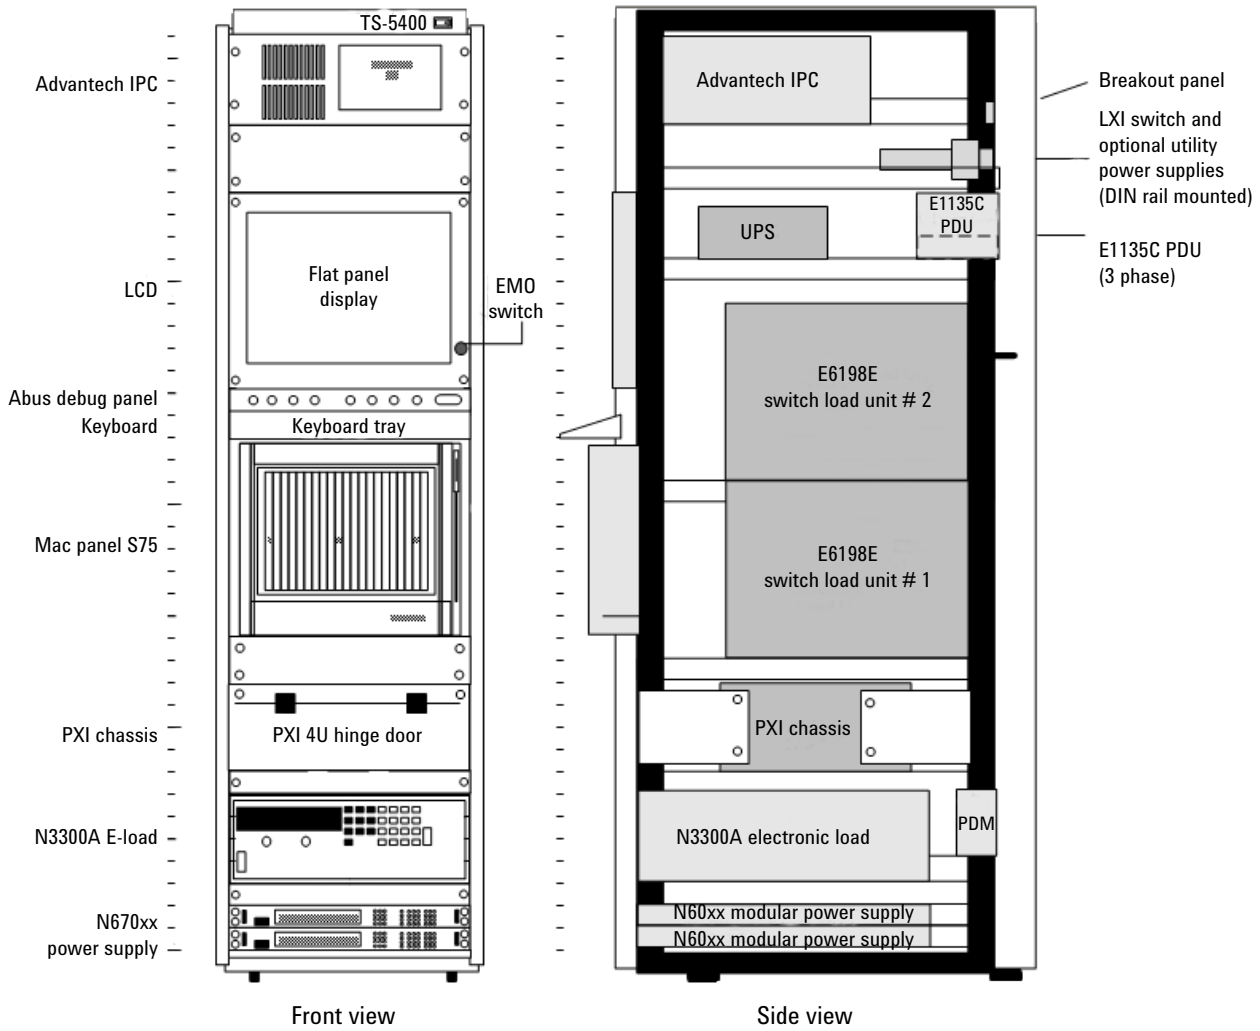 TS-5400
Advantech IPC
LCD
Abus debug panel
Keyboard
Mac panel S75
PXI chassis
N3300A E-load
N670xx
power supply
Flat panel
display
EMO
switch
Keyboard tray
PXI 4U hinge door
Front view
Advantech IPC
UPS
E1135C
PDU
E6198E
switch load unit # 2
E6198E
switch load unit # 1
PXI chassis
N3300A electronic load
PDM
N60xx modular power supply
N60xx modular power supply
Side view
Breakout panel
LXI switch and
optional utility
power supplies
(DIN rail mounted)
E1135C PDU
(3 phase)